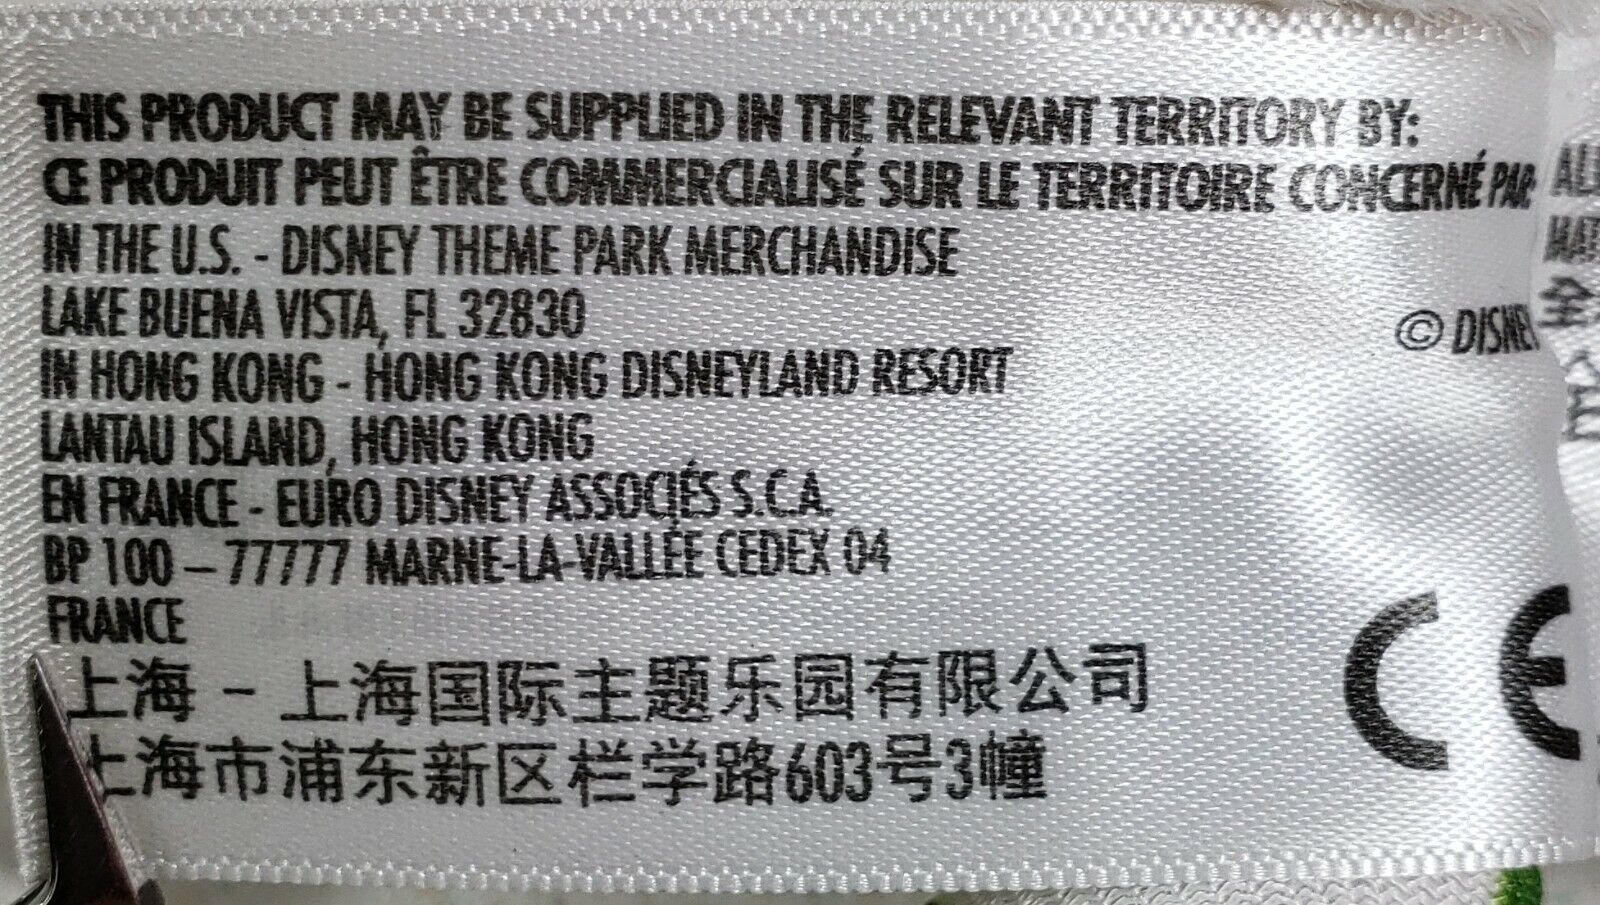 THIS PRODUCT MAY BE SUPPLIED IN THE RELEVANT TERRITORY BY:
CE PRODUIT PEUT ÊTRE COMMERCIALISÉ SUR LE TERRITOIRE CONCERNÉ PAR:
IN THE U.S. - DISNEY THEME PARK MERCHANDISE
LAKE BUENA VISTA, FL 32830
© DISNEY
IN HONG KONG - HONG KONG DISNEYLAND RESORT
LANTAU ISLAND, HONG KONG
EN FRANCE - EURO DISNEY ASSOCIÉS S.C.A.
BP 100 – 77777 MARNE-LA-VALLÉE CEDEX 04
FRANCE
上海 - 上海国际主题乐园有限公司
上海市浦东新区栏学路603号3幢
CE